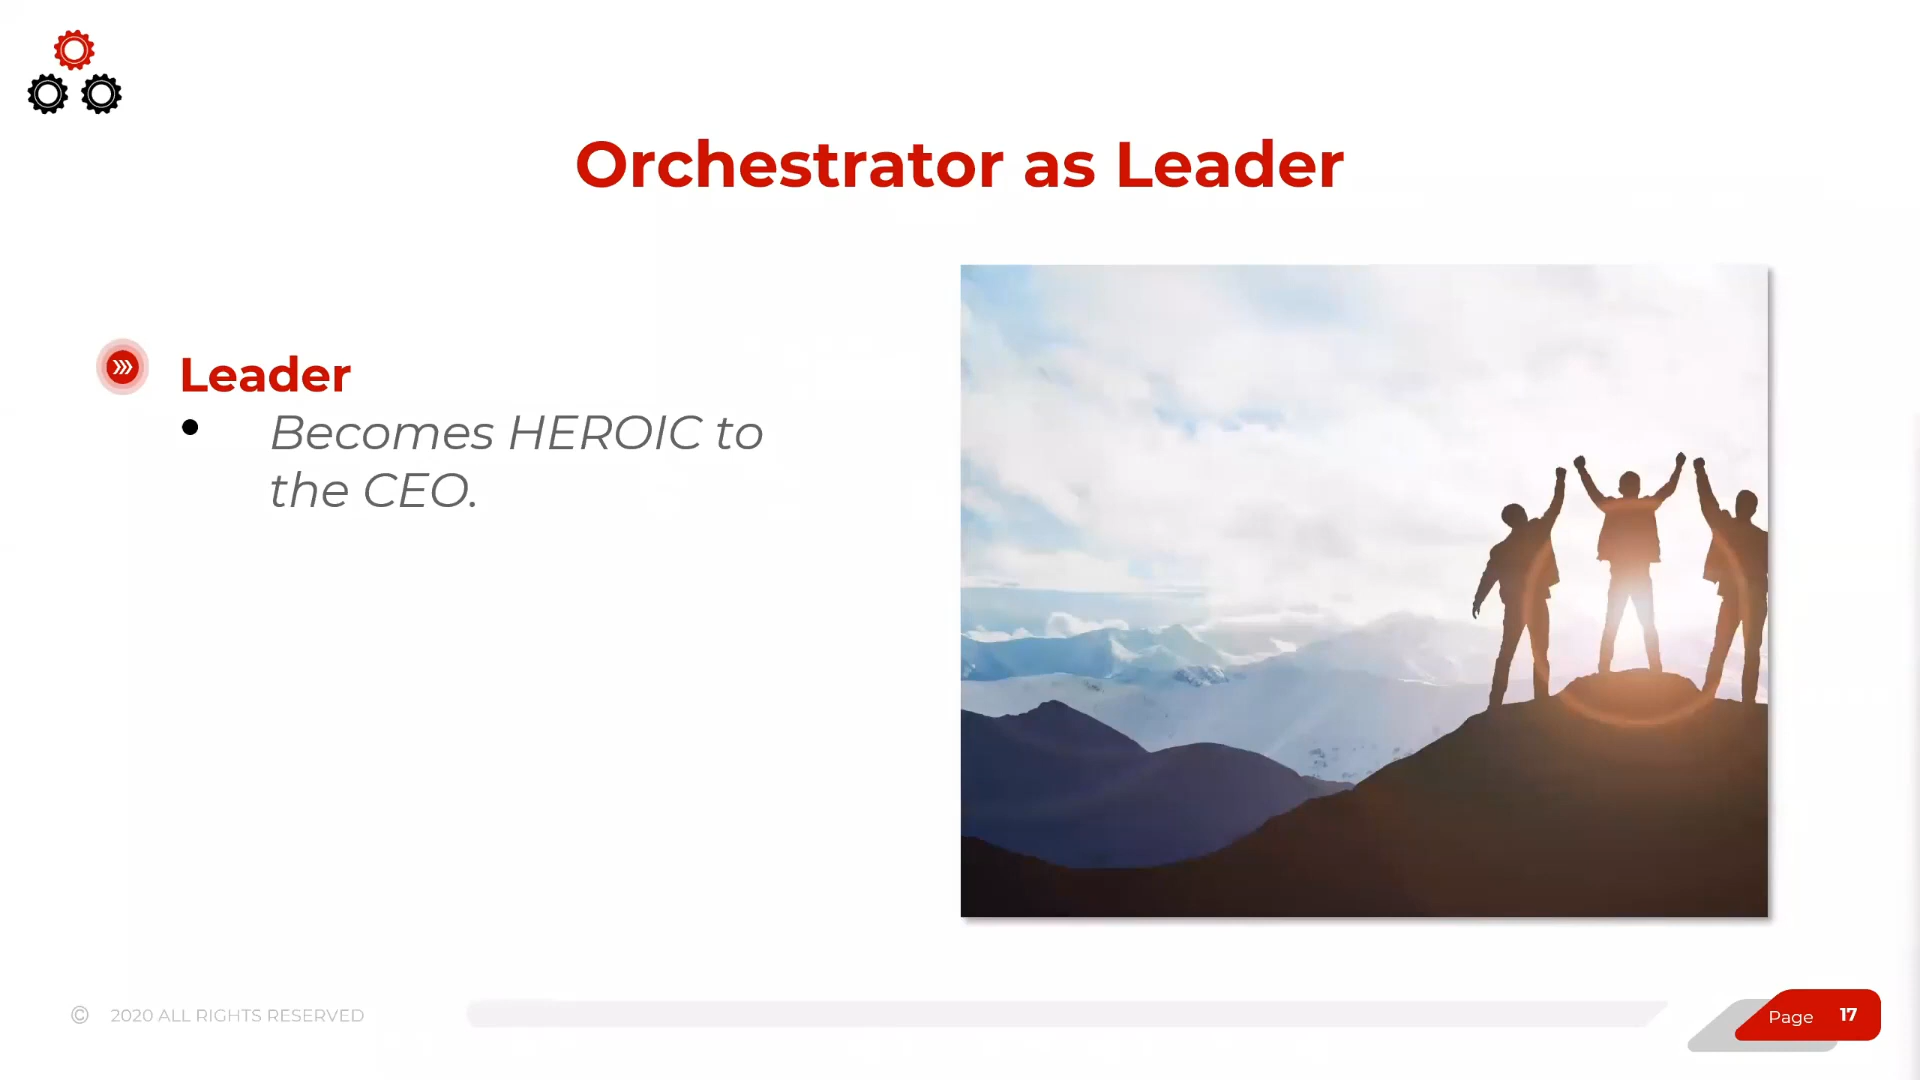 Orchestrator as Leader
Leader
• Becomes HEROIC to
the CEO.
© 2020 ALL RIGHTS RESERVED
Page 17